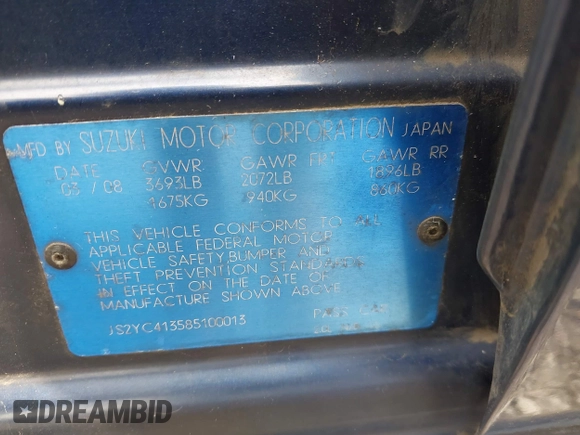 MFD BY SUZUKI MOTOR CORPORATION JAPAN
DATE GVWR GAWR FRT GAWR RR
03 / 08 3693LB 2072LB 1896LB
1675KG 940KG 860KG
THIS VEHICLE CONFORMS TO ALL
APPLICABLE FEDERAL MOTOR
VEHICLE SAFETY,BUMPER AND
THEFT PREVENTION STANDARDS
IN EFFECT ON THE DATE OF
MANUFACTURE SHOWN ABOVE
JS2YC413585100013 PASS CAR
DREAMBID